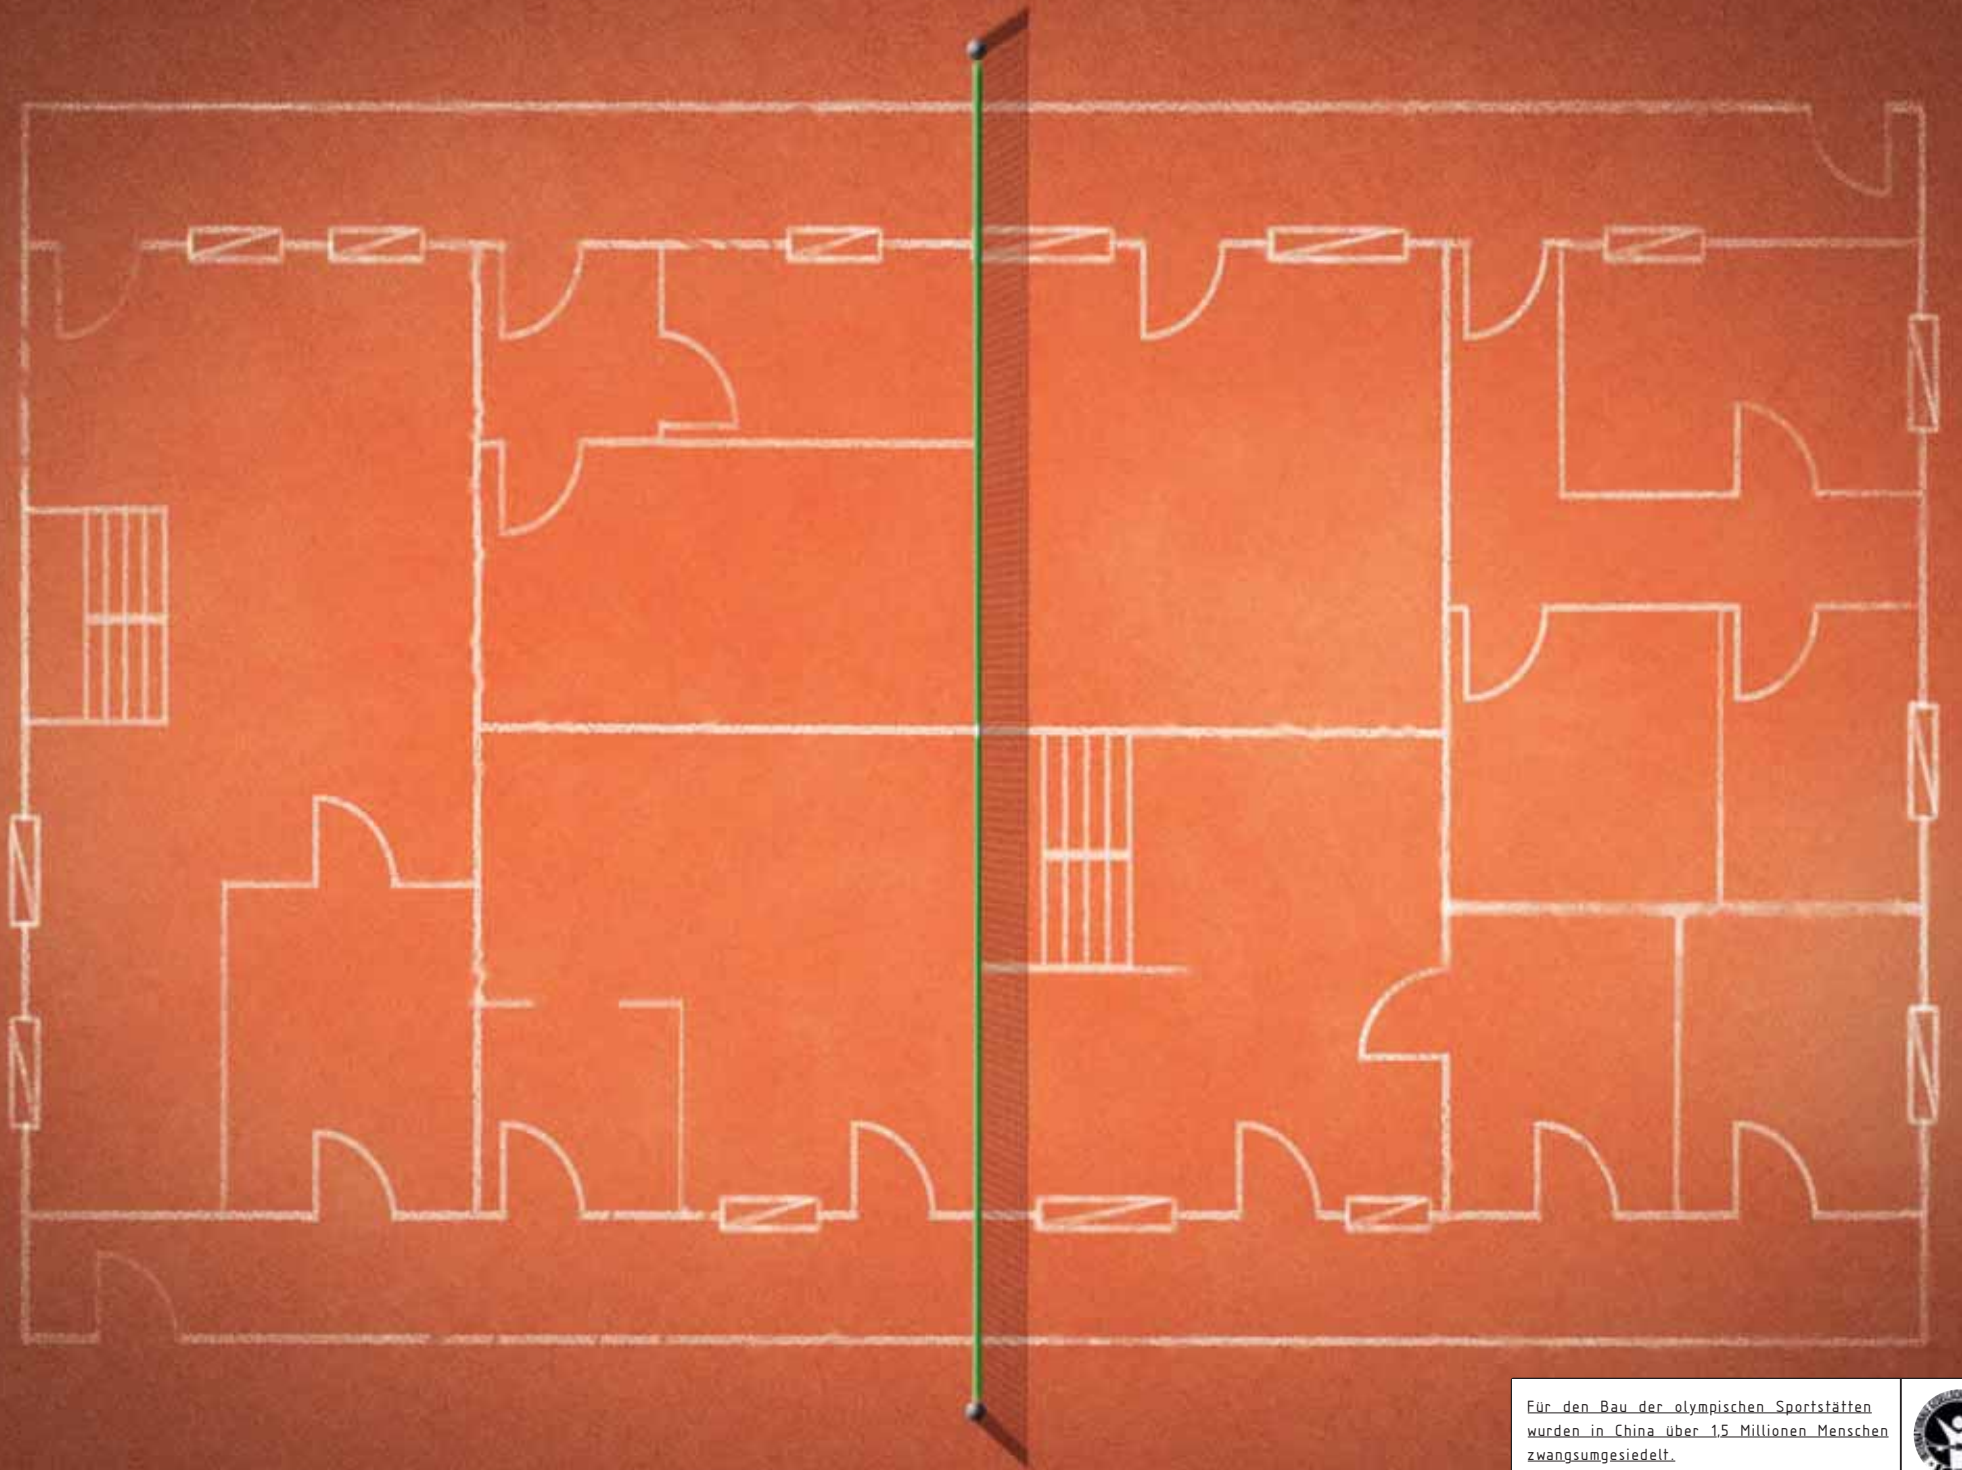 Für den Bau der olympischen Sportstätten
wurden in China über 1,5 Millionen Menschen
zwangsumgesiedelt.